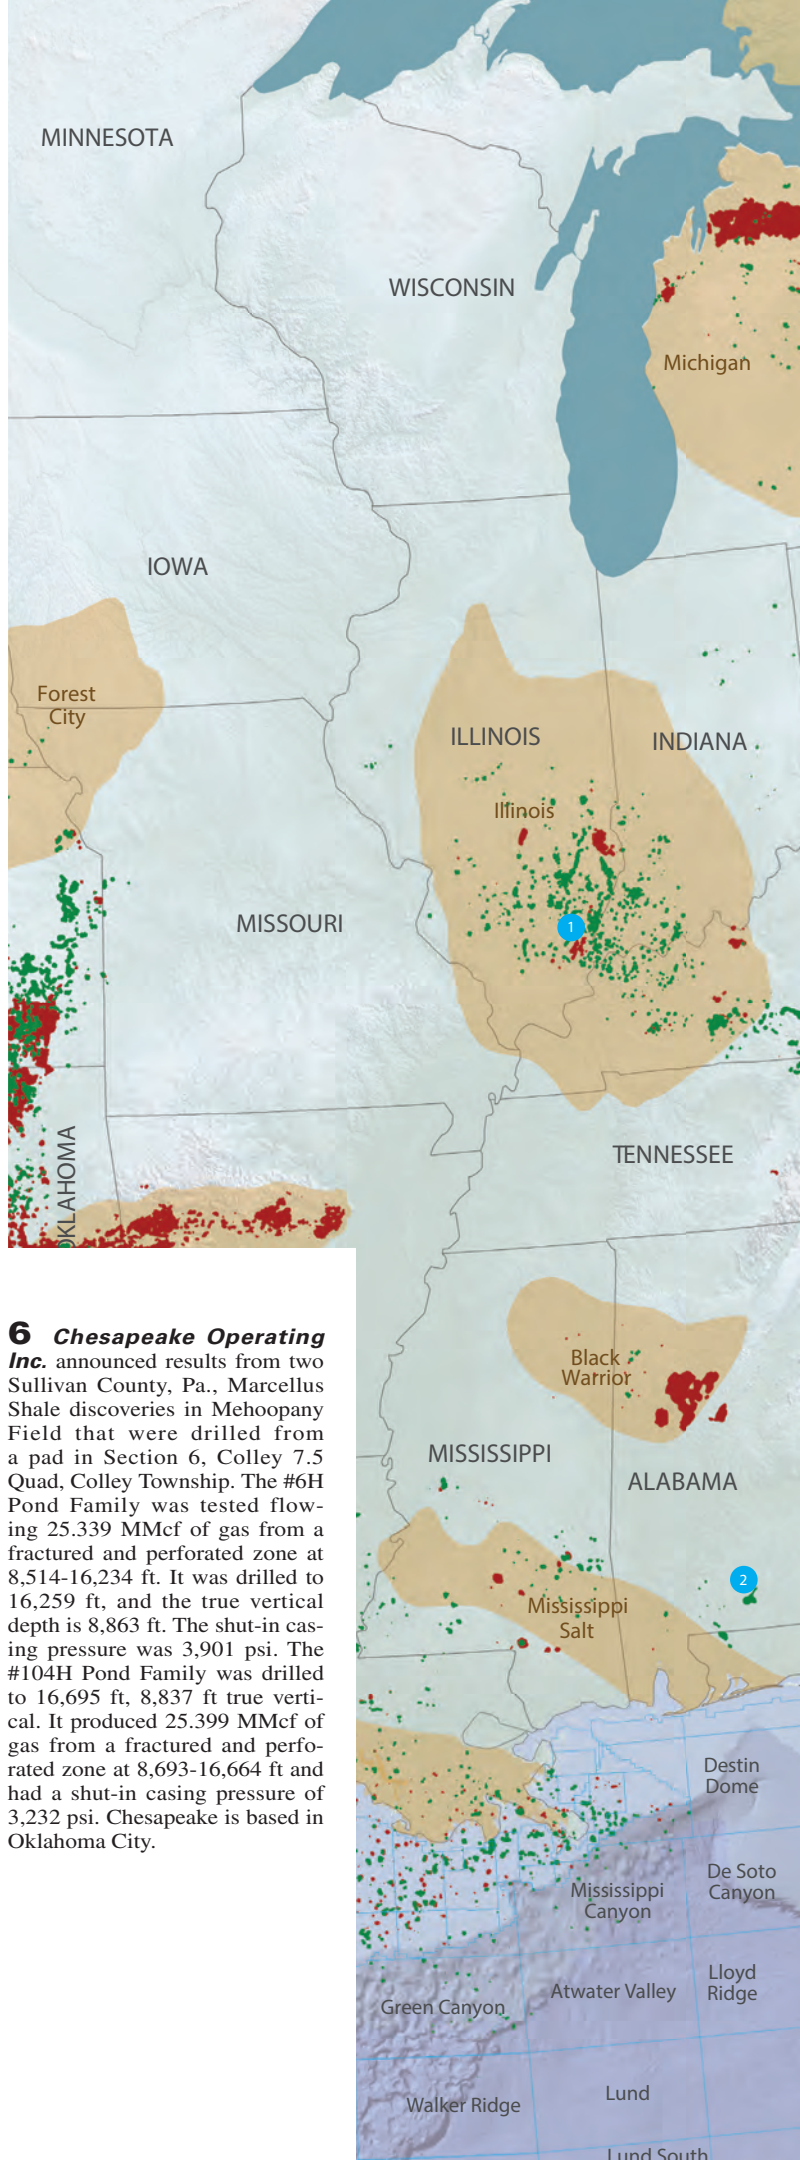 MINNESOTA
WISCONSIN
Michigan
IOWA
Forest
City
ILLINOIS
INDIANA
Illinois
MISSOURI
1
OKLAHOMA
TENNESSEE
Black
Warrior
MISSISSIPPI
ALABAMA
2
Mississippi
Salt
Destin
Dome
De Soto
Canyon
Mississippi
Canyon
Lloyd
Ridge
Atwater Valley
Green Canyon
Lund
Walker Ridge
Lund South
6 Chesapeake Operating
Inc. announced results from two
Sullivan County, Pa., Marcellus
Shale discoveries in Mehoopany
Field that were drilled from
a pad in Section 6, Colley 7.5
Quad, Colley Township. The #6H
Pond Family was tested flow-
ing 25.339 MMcf of gas from a
fractured and perforated zone at
8,514-16,234 ft. It was drilled to
16,259 ft, and the true vertical
depth is 8,863 ft. The shut-in cas-
ing pressure was 3,901 psi. The
#104H Pond Family was drilled
to 16,695 ft, 8,837 ft true verti-
cal. It produced 25.399 MMcf of
gas from a fractured and perfo-
rated zone at 8,693-16,664 ft and
had a shut-in casing pressure of
3,232 psi. Chesapeake is based in
Oklahoma City.